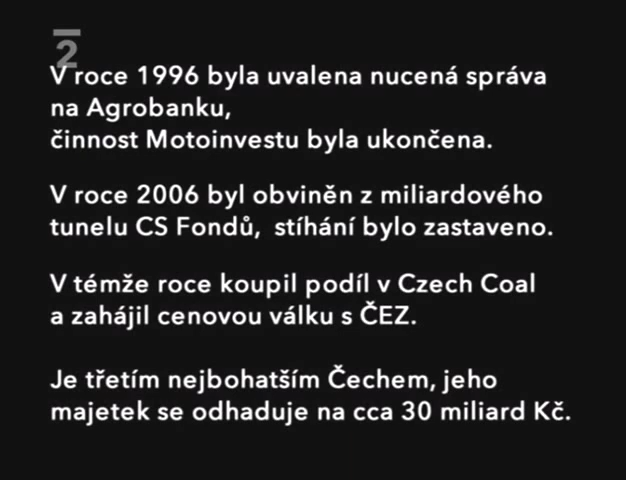 2
V roce 1996 byla uvalena nucená správa
na Agrobanku,
činnost Motoinvestu byla ukončena.
V roce 2006 byl obviněn z miliardového
tunelu CS Fondů, stíhání bylo zastaveno.
V témže roce koupil podíl v Czech Coal
a zahájil cenovou válku s ČEZ.
Je třetím nejbohatším Čechem, jeho
majetek se odhaduje na cca 30 miliard Kč.